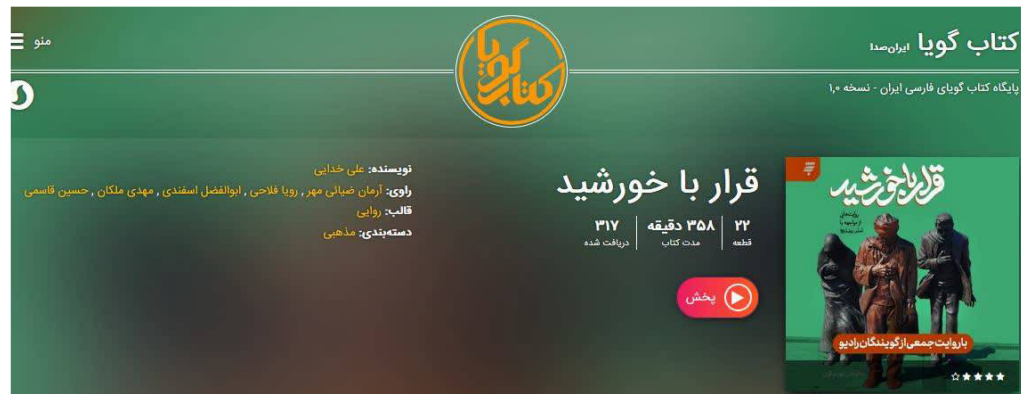 کتاب گویا ایران‌صدا
منو
کتاب گویا
پایگاه کتاب گویای فارسی ایران - نسخه ۱٫۰
قرار با خورشید
۲۲ قطعه
۳۵۸ دقیقه مدت کتاب
۳۱۷ دریافت شده
پخش
نویسنده: علی خدایی
راوی: آرمان ضیائی مهر , رویا فلاحی , ابوالفضل اسفندی , مهدی ملکان , حسین قاسمی
قالب: روایی
دسته‌بندی: مذهبی
قرار با خورشید
باروایت جمعی از گویندگان رادیو